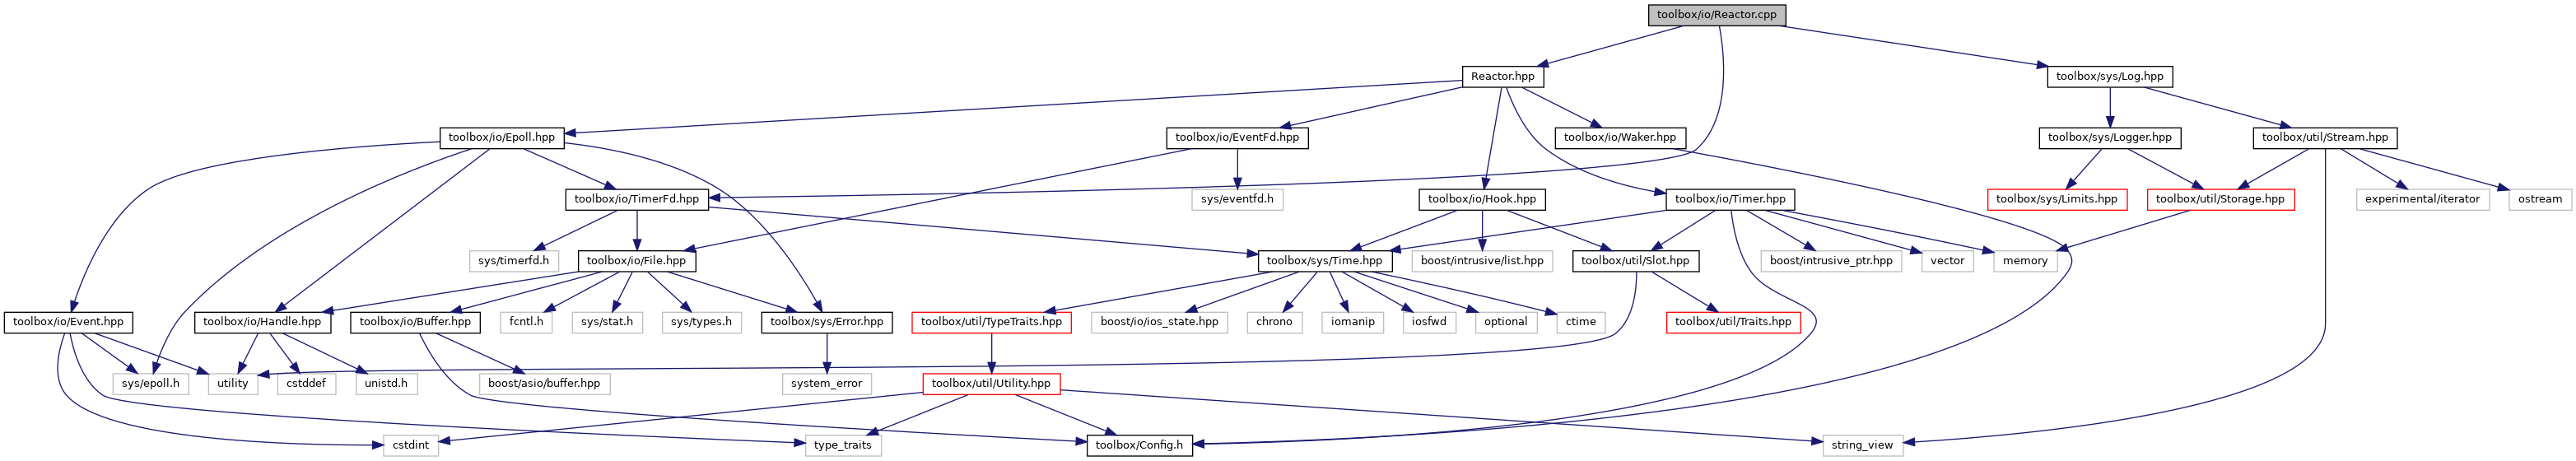 toolbox/io/Reactor.cpp
Reactor.hpp
toolbox/sys/Log.hpp
toolbox/io/Epoll.hpp
toolbox/io/EventFd.hpp
toolbox/io/Waker.hpp
toolbox/sys/Logger.hpp
toolbox/util/Stream.hpp
toolbox/io/TimerFd.hpp
sys/eventfd.h
toolbox/io/Hook.hpp
toolbox/io/Timer.hpp
toolbox/sys/Limits.hpp
toolbox/util/Storage.hpp
experimental/iterator
ostream
sys/timerfd.h
toolbox/io/File.hpp
toolbox/sys/Time.hpp
boost/intrusive/list.hpp
toolbox/util/Slot.hpp
boost/intrusive_ptr.hpp
vector
memory
toolbox/io/Event.hpp
toolbox/io/Handle.hpp
toolbox/io/Buffer.hpp
fcntl.h
sys/stat.h
sys/types.h
toolbox/sys/Error.hpp
toolbox/util/TypeTraits.hpp
boost/io/ios_state.hpp
chrono
iomanip
iosfwd
optional
ctime
toolbox/util/Traits.hpp
sys/epoll.h
utility
cstddef
unistd.h
boost/asio/buffer.hpp
system_error
toolbox/util/Utility.hpp
cstdint
type_traits
toolbox/Config.h
string_view